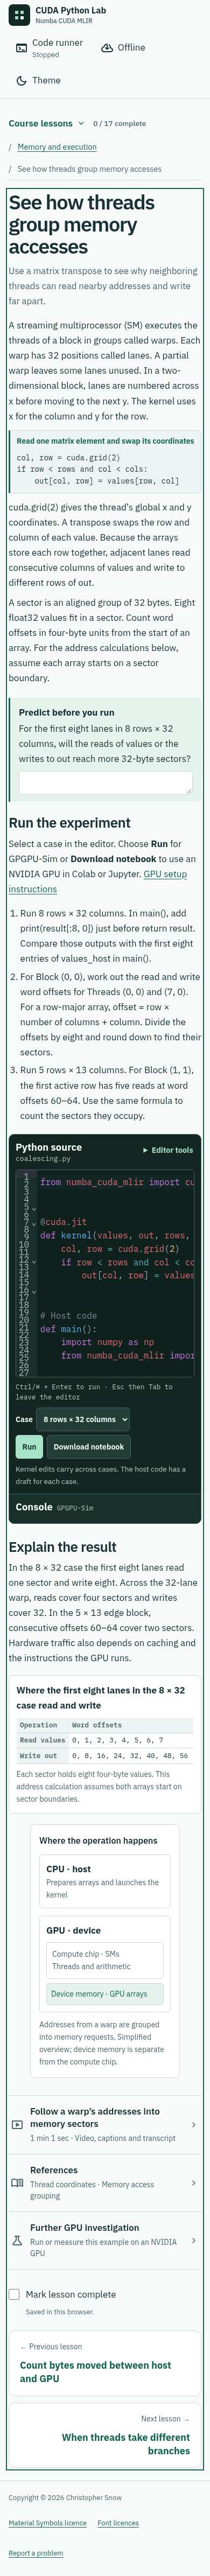 CUDA Python Lab
Numba CUDA MLIR
Code runner
Stopped
Offline
Theme
Course lessons
0 / 17 complete
/ Memory and execution
/ See how threads group memory accesses
See how threads
group memory
accesses
Use a matrix transpose to see why neighboring
threads can read nearby addresses and write
far apart.
A streaming multiprocessor (SM) executes the
threads of a block in groups called warps. Each
warp has 32 positions called lanes. A partial
warp leaves some lanes unused. In a two-
dimensional block, lanes are numbered across
x before moving to the next y. The kernel uses
x for the column and y for the row.
Read one matrix element and swap its coordinates
col, row = cuda.grid(2)
if row < rows and col < cols:
out[col, row] = values[row, col]
cuda.grid(2) gives the thread’s global x and y
coordinates. A transpose swaps the row and
column of each value. Because the arrays
store each row together, adjacent lanes read
consecutive columns of values and write to
different rows of out.
A sector is an aligned group of 32 bytes. Eight
float32 values fit in a sector. Count word
offsets in four-byte units from the start of an
array. For the address calculations below,
assume each array starts on a sector
boundary.
Predict before you run
For the first eight lanes in 8 rows × 32
columns, will the reads of values or the
writes to out reach more 32-byte sectors?
Run the experiment
Select a case in the editor. Choose Run for
GPGPU-Sim or Download notebook to use an
NVIDIA GPU in Colab or Jupyter. GPU setup
instructions
1. Run 8 rows × 32 columns. In main(), add
print(result[:8, 0]) just before return result.
Compare those outputs with the first eight
entries of values_host in main().
2. For Block (0, 0), work out the read and write
word offsets for Threads (0, 0) and (7, 0).
For a row-major array, offset = row ×
number of columns + column. Divide the
offsets by eight and round down to find their
sectors.
3. Run 5 rows × 13 columns. For Block (1, 1),
the first active row has five reads at word
offsets 60–64. Use the same formula to
count the sectors they occupy.
Python source
coalescing.py
Editor tools
1
2
3
4
5
6
7
8
9
10
11
12
13
14
15
16
17
18
19
20
21
22
23
24
25
26
27
from numba_cuda_mlir import cu
@cuda.jit
def kernel(values, out, rows,
col, row = cuda.grid(2)
if row < rows and col < co
out[col, row] = values
# Host code
def main():
import numpy as np
from numba_cuda_mlir impor
Ctrl/⌘ + Enter to run · Esc then Tab to
leave the editor
Case 8 rows × 32 columns
Run
Download notebook
Kernel edits carry across cases. The host code has a
draft for each case.
Console GPGPU-Sim
Explain the result
In the 8 × 32 case the first eight lanes read
one sector and write eight. Across the 32-lane
warp, reads cover four sectors and writes
cover 32. In the 5 × 13 edge block,
consecutive offsets 60–64 cover two sectors.
Hardware traffic also depends on caching and
the instructions the GPU runs.
Where the first eight lanes in the 8 × 32
case read and write
Operation Word offsets
Read values 0, 1, 2, 3, 4, 5, 6, 7
Write out 0, 8, 16, 24, 32, 40, 48, 56
Each sector holds eight four-byte values. This
address calculation assumes both arrays start on
sector boundaries.
Where the operation happens
CPU · host
Prepares arrays and launches the
kernel
GPU · device
Compute chip · SMs
Threads and arithmetic
Device memory · GPU arrays
Addresses from a warp are grouped
into memory requests. Simplified
overview; device memory is separate
from the compute chip.
Follow a warp’s addresses into
memory sectors
1 min 1 sec · Video, captions and transcript
References
Thread coordinates · Memory access
grouping
Further GPU investigation
Run or measure this example on an NVIDIA
GPU
Mark lesson complete
Saved in this browser.
← Previous lesson
Count bytes moved between host
and GPU
Next lesson →
When threads take different
branches
Copyright © 2026 Christopher Snow
Material Symbols licence
Font licences
Report a problem